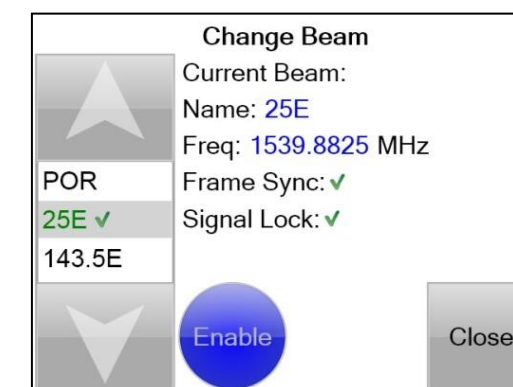 Change Beam
Current Beam:
Name: 25E
Freq: 1539.8825 MHz
POR
Frame Sync: ✓
25E ✓
Signal Lock: ✓
143.5E
Enable
Close